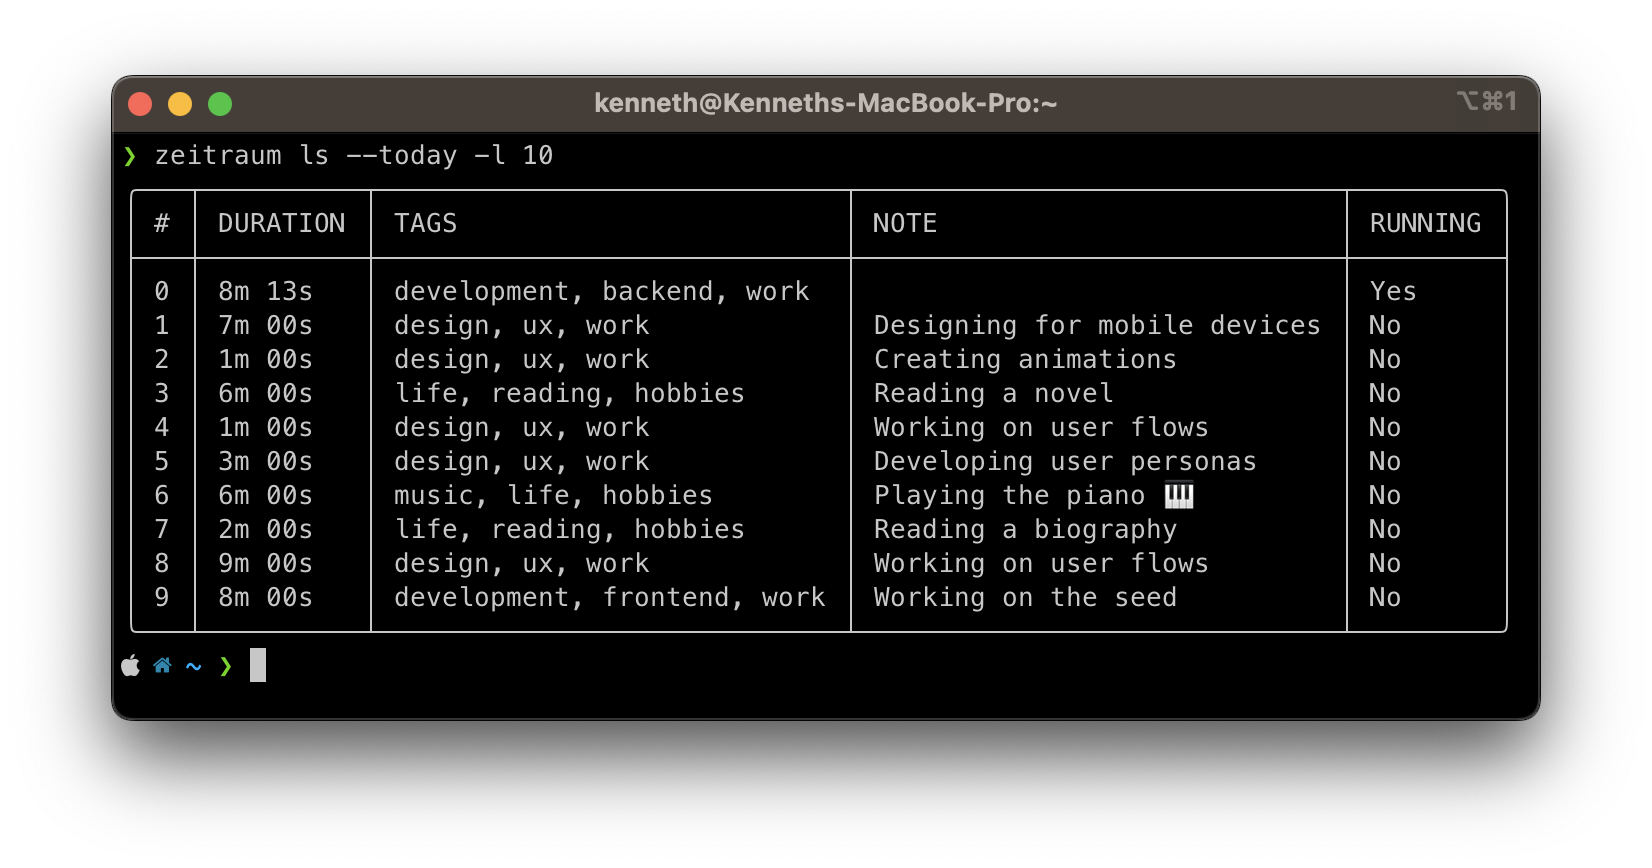 kenneth@Kenneths-MacBook-Pro:~ ⌥⌘1
❯ zeitraum ls --today -l 10
# DURATION TAGS NOTE RUNNING
0 8m 13s development, backend, work Yes
1 7m 00s design, ux, work Designing for mobile devices No
2 1m 00s design, ux, work Creating animations No
3 6m 00s life, reading, hobbies Reading a novel No
4 1m 00s design, ux, work Working on user flows No
5 3m 00s design, ux, work Developing user personas No
6 6m 00s music, life, hobbies Playing the piano 🎹 No
7 2m 00s life, reading, hobbies Reading a biography No
8 9m 00s design, ux, work Working on user flows No
9 8m 00s development, frontend, work Working on the seed No
~ ❯